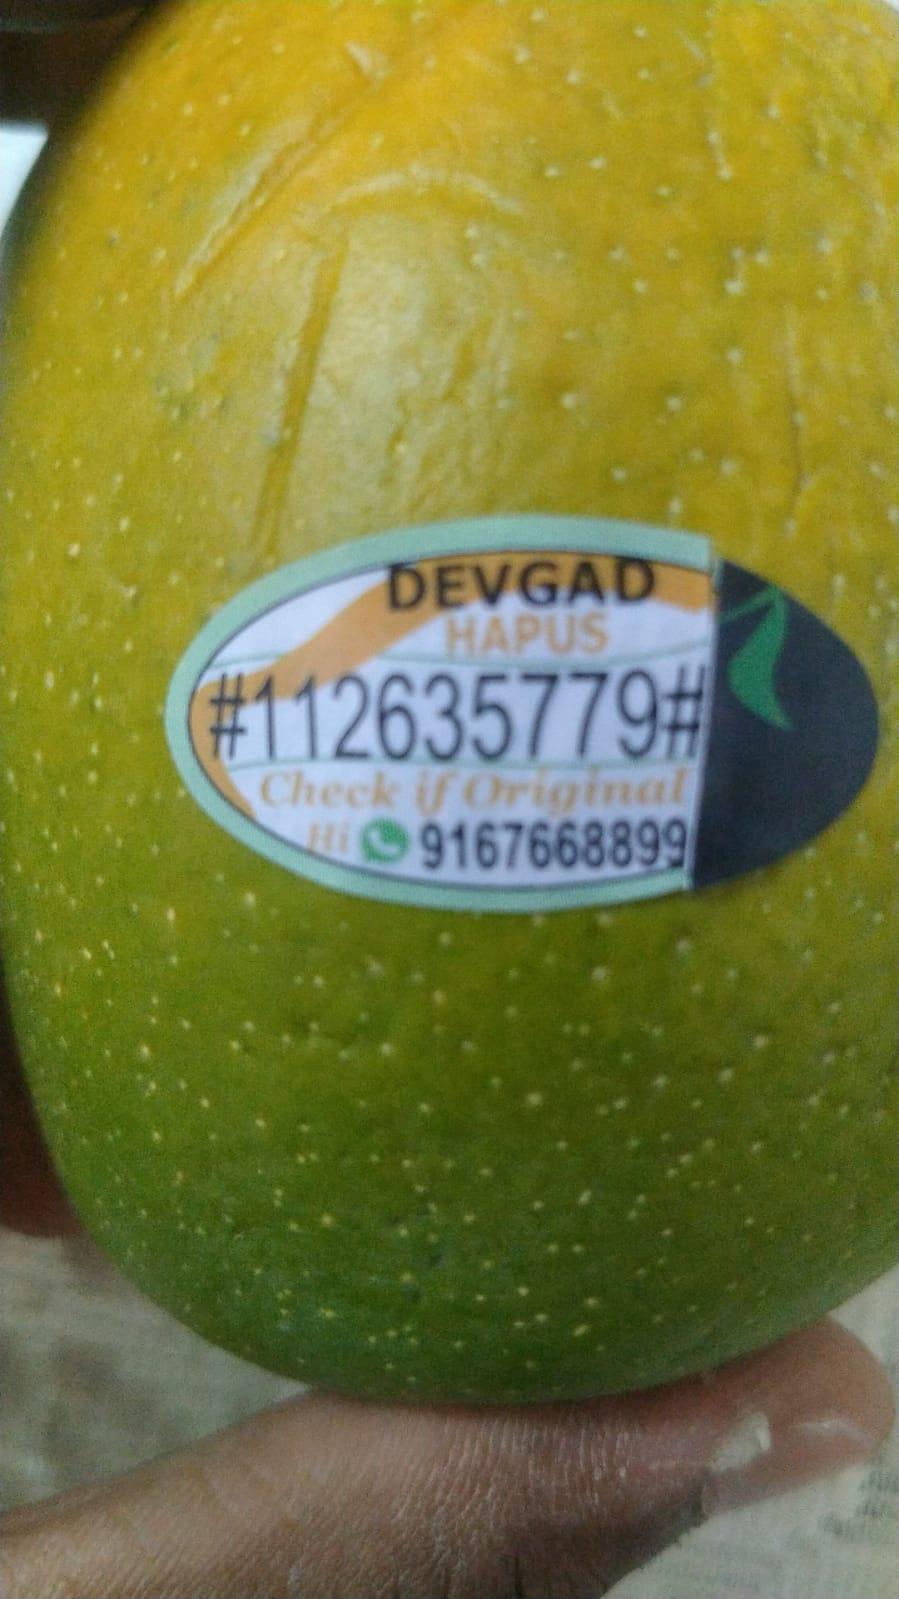 DEVGAD
HAPUS
#112635779#
Check if Original
Hi 9167668899